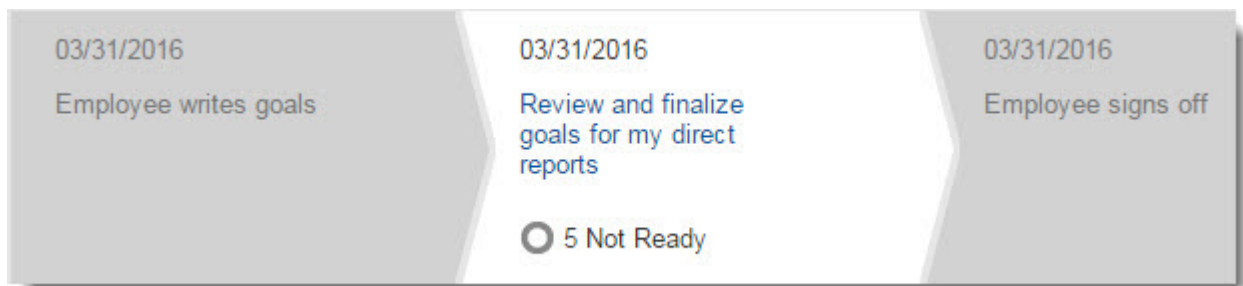 03/31/2016
Employee writes goals
03/31/2016
Review and finalize
goals for my direct
reports
5 Not Ready
03/31/2016
Employee signs off